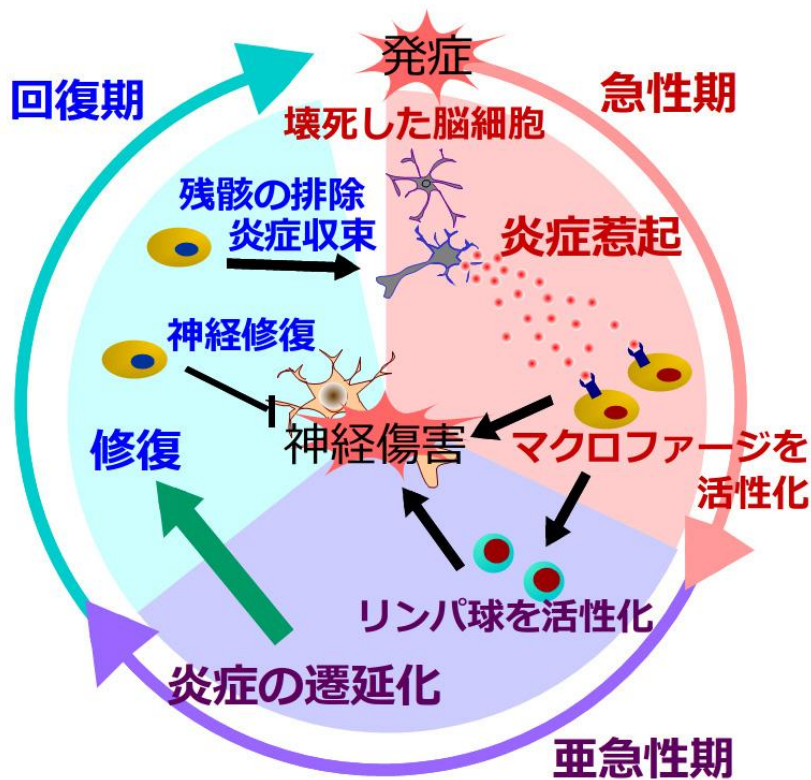 発症
回復期
急性期
壊死した脳細胞
残骸の排除
炎症収束
炎症惹起
神経修復
神経傷害
修復
マクロファージを
活性化
リンパ球を活性化
炎症の遷延化
亜急性期